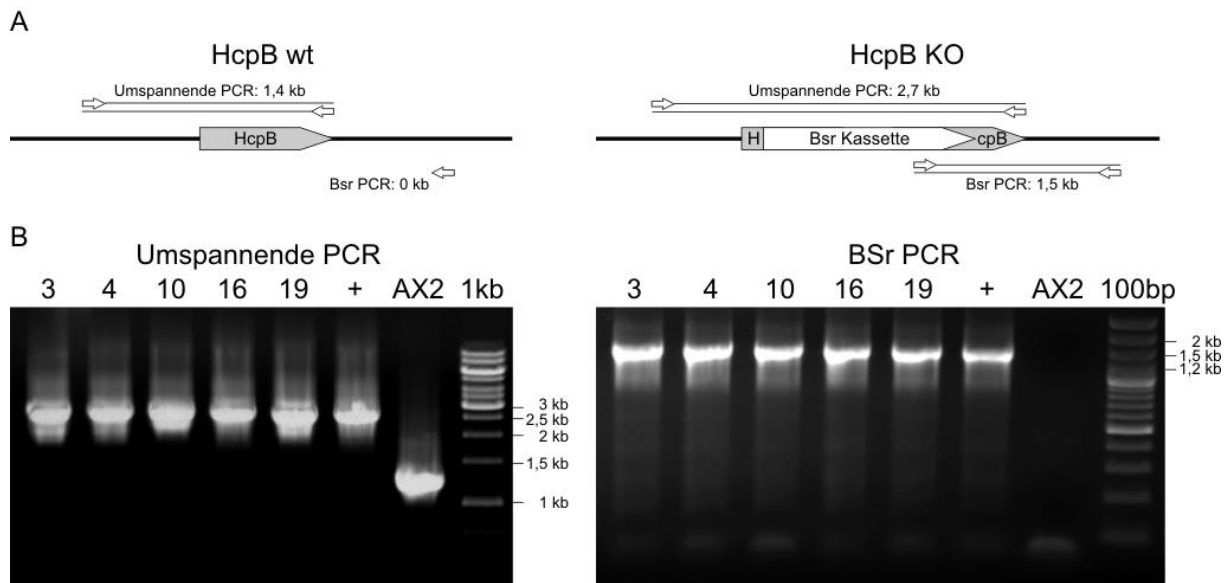 A
HcpB wt
HcpB KO
Umspannende PCR: 1,4 kb
Umspannende PCR: 2,7 kb
HcpB
H
Bsr Kassette
cpB
Bsr PCR: 0 kb
Bsr PCR: 1,5 kb
B
Umspannende PCR
BSr PCR
3 4 10 16 19 + AX2 1kb
3 4 10 16 19 + AX2 100bp
3 kb
2,5 kb
2 kb
1,5 kb
1 kb
2 kb
1,5 kb
1,2 kb